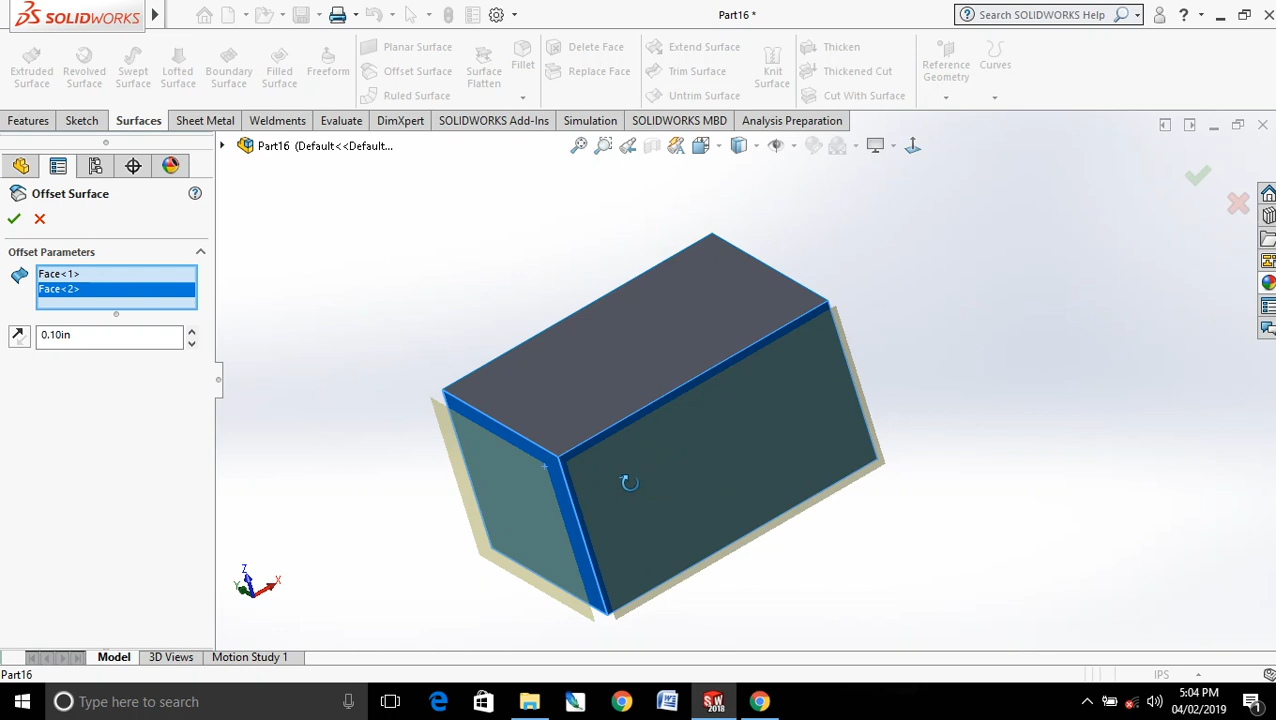 SOLIDWORKS
Part16 *
Search SOLIDWORKS Help
?
Extruded Surface
Revolved Surface
Swept Surface
Lofted Surface
Boundary Surface
Filled Surface
Freeform
Planar Surface
Offset Surface
Ruled Surface
Surface Flatten
Fillet
Delete Face
Replace Face
Extend Surface
Trim Surface
Untrim Surface
Knit Surface
Thicken
Thickened Cut
Cut With Surface
Reference Geometry
Curves
Features
Sketch
Surfaces
Sheet Metal
Weldments
Evaluate
DimXpert
SOLIDWORKS Add-Ins
Simulation
SOLIDWORKS MBD
Analysis Preparation
Part16 (Default<<Default...
Offset Surface
?
Offset Parameters
Face<1>
Face<2>
0.10in
Z
Y
X
Model
3D Views
Motion Study 1
Part16
IPS
Type here to search
SW
2018
5:04 PM
04/02/2019
1